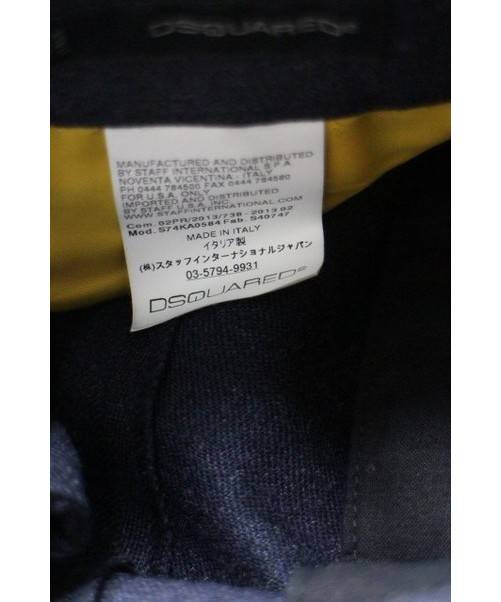 DSQUARED2
MANUFACTURED AND DISTRIBUTED
BY STAFF INTERNATIONAL S.P.A
NOVENTA VICENTINA - ITALY
PH 0444 784500 FAX 0444 784580
FOR U.S.A. ONLY
IMPORTED AND DISTRIBUTED
BY STAFF U.S.A. INC.
WWW.STAFFINTERNATIONAL.COM
Com. 02PR/2013/738 - 2013 02
Mod. S74KA0584 Fab. S40747
MADE IN ITALY
イタリア製
(株)スタッフインターナショナルジャパン
03-5794-9931
DSQUARED2